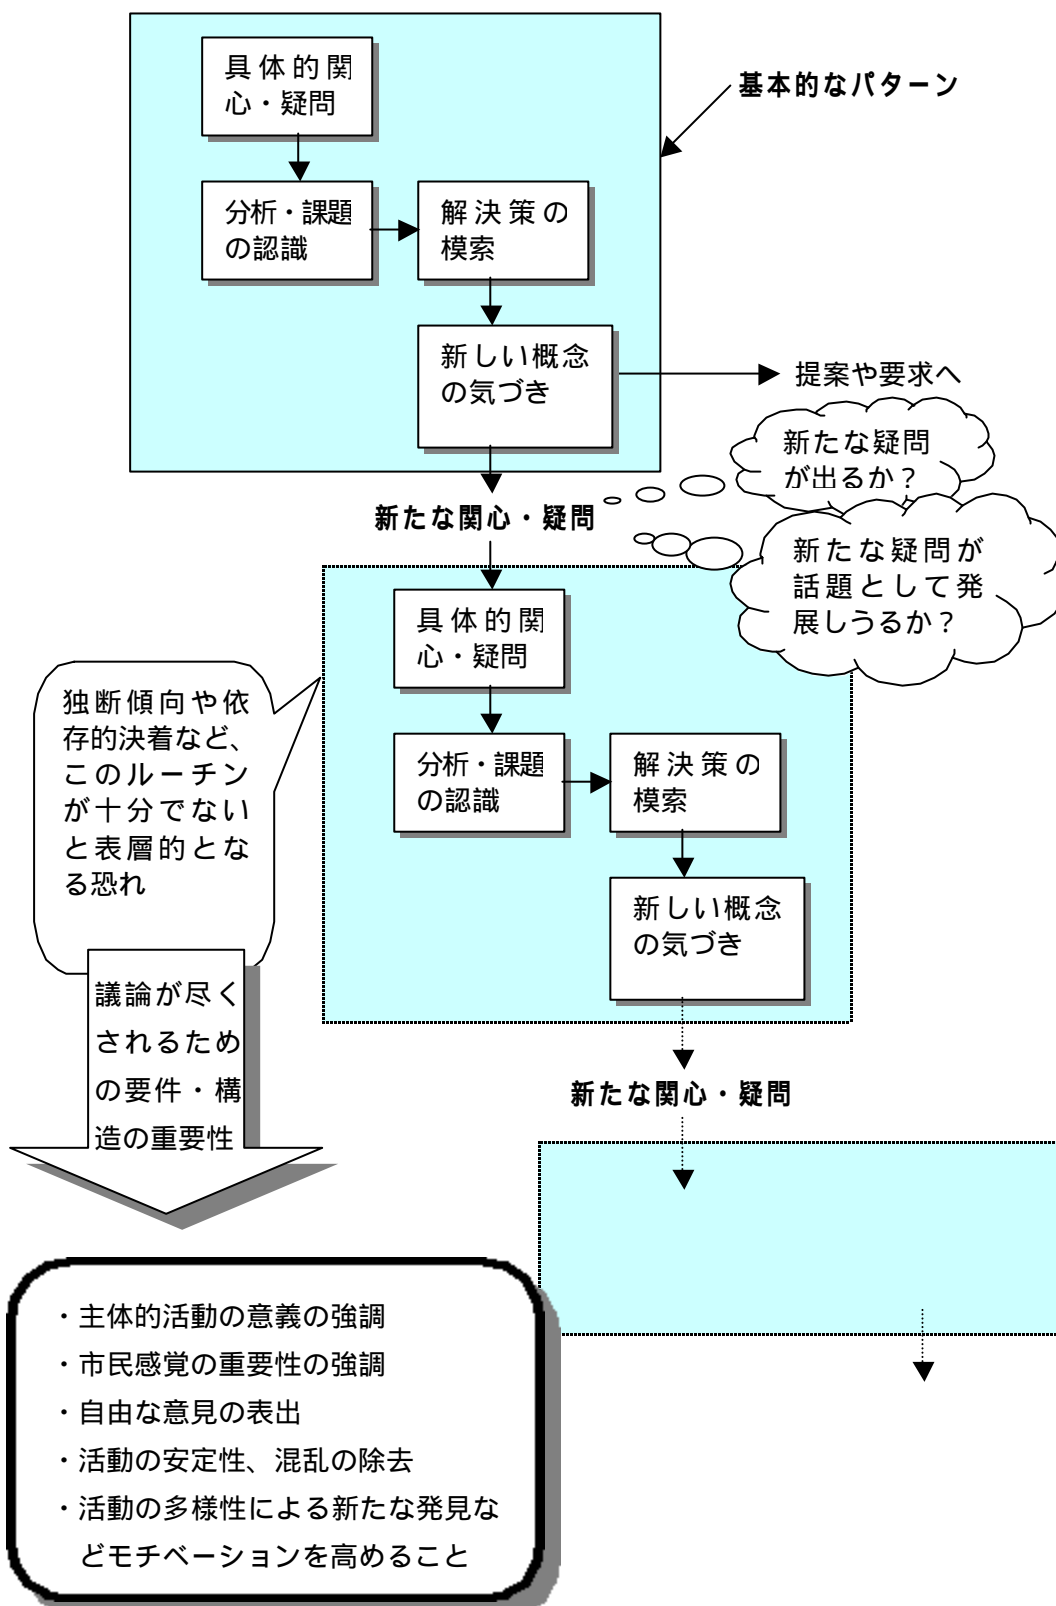 具体的関
心・疑問
基本的なパターン
分析・課題
の認識
解決策の
模索
新しい概念
の気づき
提案や要求へ
新たな疑問
が出るか？
新たな関心・疑問
新たな疑問が
話題として発
展しうるか？
具体的関
心・疑問
独断傾向や依
存的決着など、
このルーチン
が十分でない
と表層的とな
る恐れ
分析・課題
の認識
解決策の
模索
新しい概念
の気づき
議論が尽く
されるため
の要件・構
造の重要性
新たな関心・疑問
・主体的活動の意義の強調
・市民感覚の重要性の強調
・自由な意見の表出
・活動の安定性、混乱の除去
・活動の多様性による新たな発見な
どモチベーションを高めること